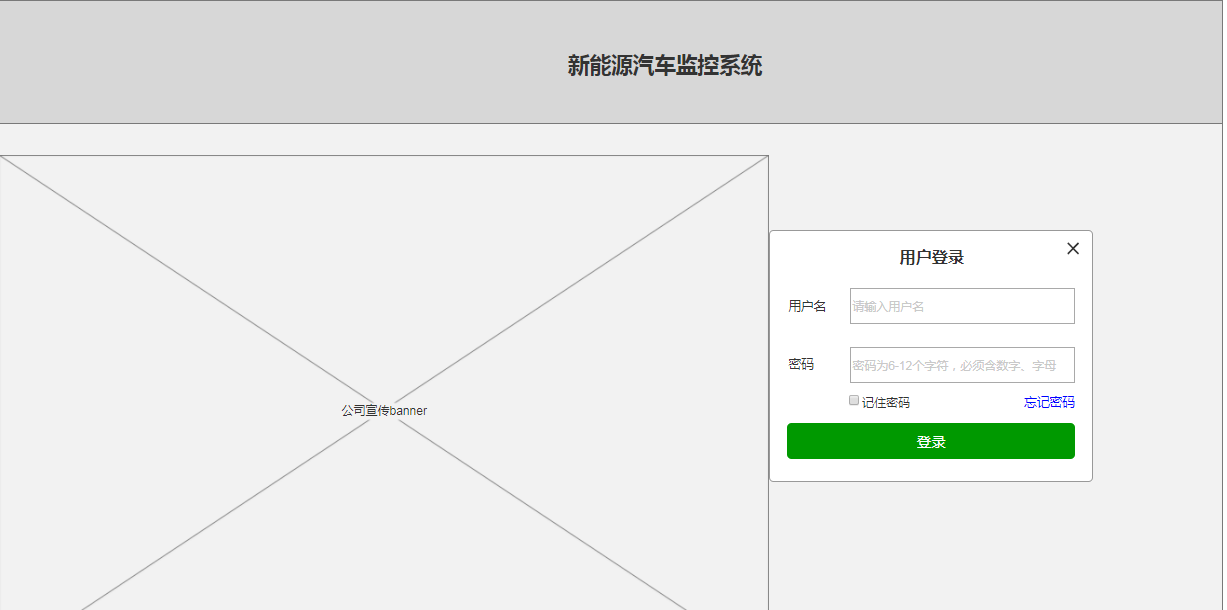 新能源汽车监控系统
公司宣传banner
用户登录
用户名 请输入用户名
密码 密码为6-12个字符，必须含数字、字母
记住密码 忘记密码
登录